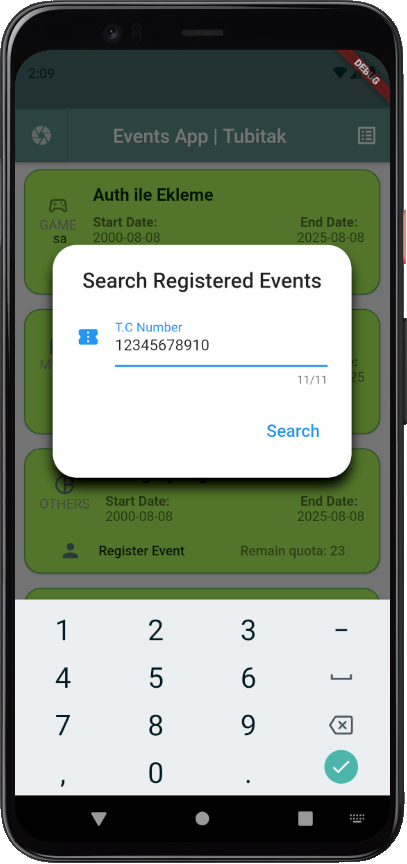 2:09
DEBUG
Events App | Tubitak
Auth ile Ekleme
GAME
sa
Start Date:
2000-08-08
End Date:
2025-08-08
Search Registered Events
T.C Number
12345678910
11/11
Search
OTHERS
Start Date:
2000-08-08
End Date:
2025-08-08
Register Event
Remain quota: 23
1 2 3 -
4 5 6
7 8 9
, 0 .